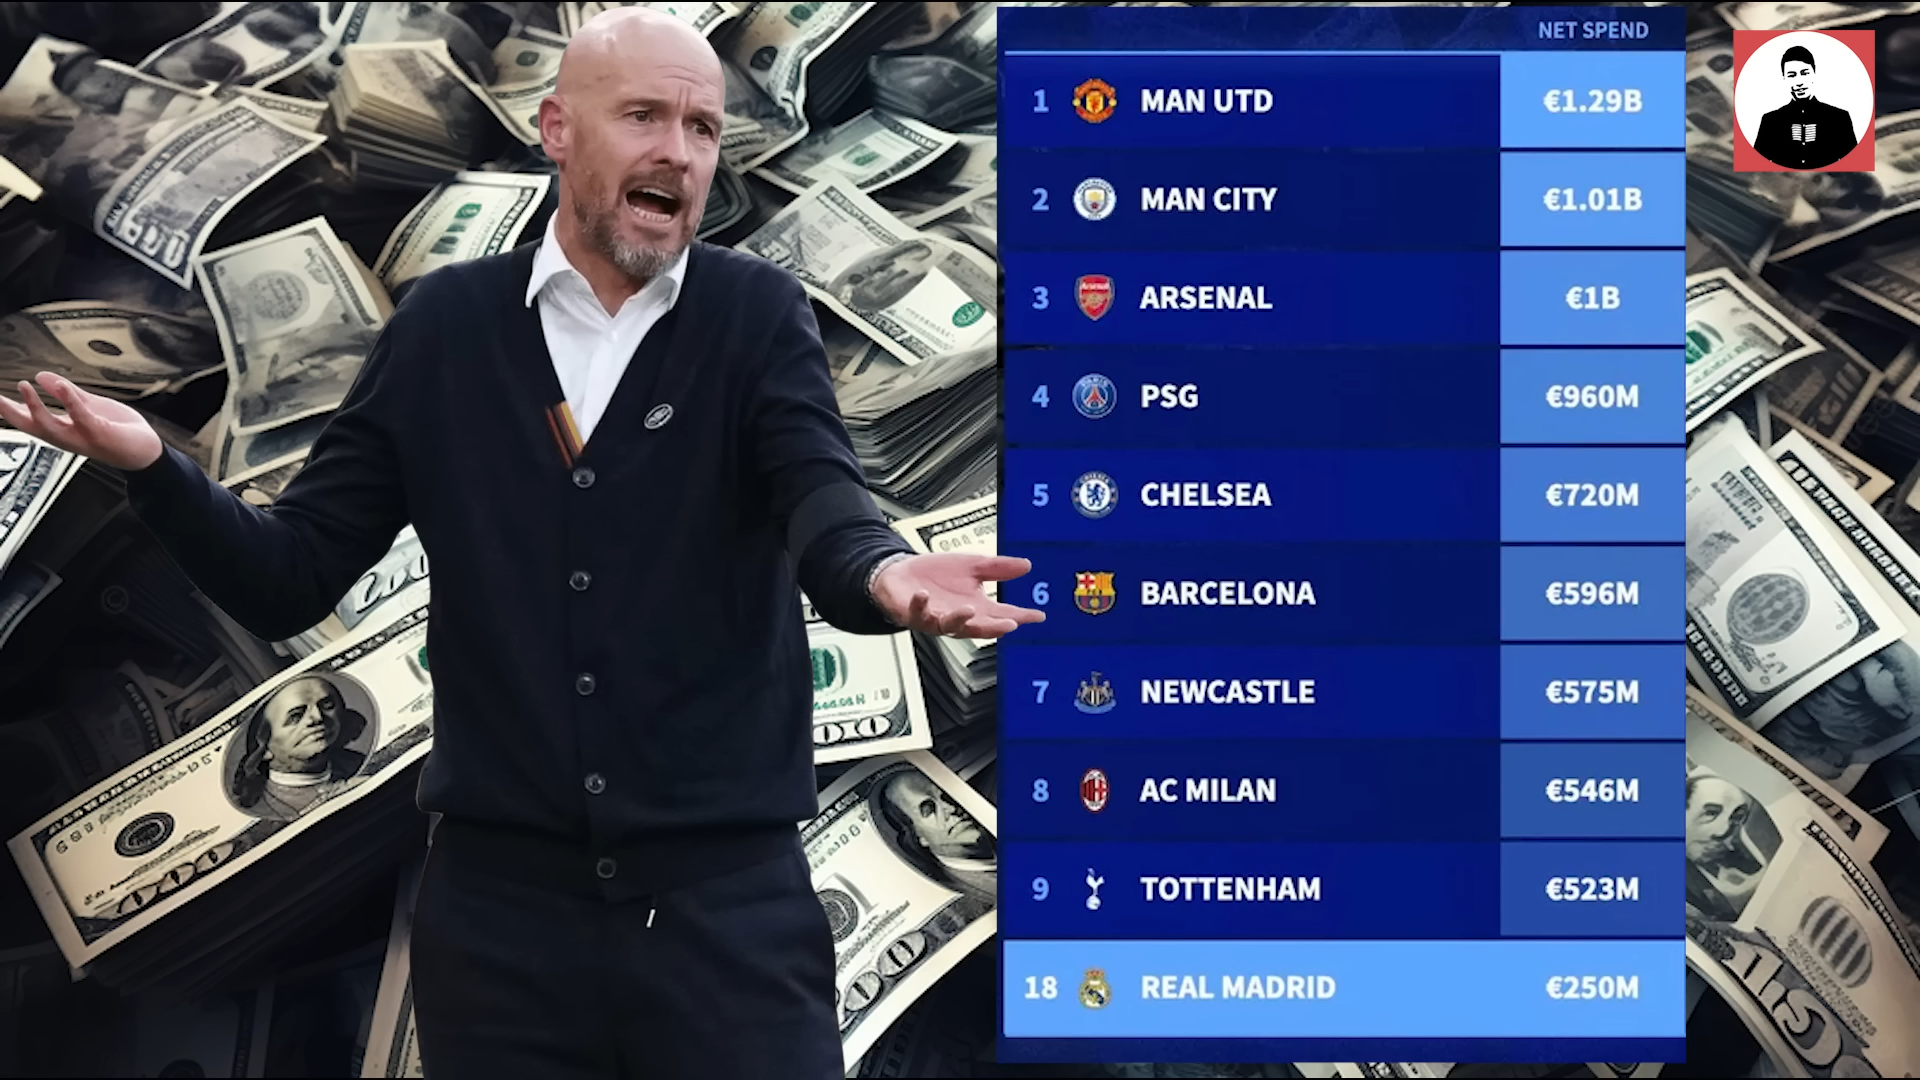 NET SPEND
1 MAN UTD €1.29B
2 MAN CITY €1.01B
3 ARSENAL €1B
4 PSG €960M
5 CHELSEA €720M
6 BARCELONA €596M
7 NEWCASTLE €575M
8 AC MILAN €546M
9 TOTTENHAM €523M
18 REAL MADRID €250M